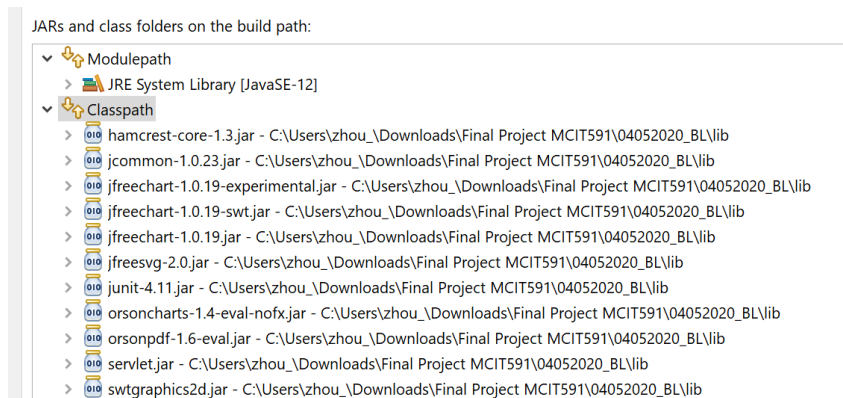 JARs and class folders on the build path:
Modulepath
JRE System Library [JavaSE-12]
Classpath
hamcrest-core-1.3.jar - C:\Users\zhou_\Downloads\Final Project MCIT591\04052020_BL\lib
jcommon-1.0.23.jar - C:\Users\zhou_\Downloads\Final Project MCIT591\04052020_BL\lib
jfreechart-1.0.19-experimental.jar - C:\Users\zhou_\Downloads\Final Project MCIT591\04052020_BL\lib
jfreechart-1.0.19-swt.jar - C:\Users\zhou_\Downloads\Final Project MCIT591\04052020_BL\lib
jfreechart-1.0.19.jar - C:\Users\zhou_\Downloads\Final Project MCIT591\04052020_BL\lib
jfreesvg-2.0.jar - C:\Users\zhou_\Downloads\Final Project MCIT591\04052020_BL\lib
junit-4.11.jar - C:\Users\zhou_\Downloads\Final Project MCIT591\04052020_BL\lib
orsoncharts-1.4-eval-nofx.jar - C:\Users\zhou_\Downloads\Final Project MCIT591\04052020_BL\lib
orsonpdf-1.6-eval.jar - C:\Users\zhou_\Downloads\Final Project MCIT591\04052020_BL\lib
servlet.jar - C:\Users\zhou_\Downloads\Final Project MCIT591\04052020_BL\lib
swtgraphics2d.jar - C:\Users\zhou_\Downloads\Final Project MCIT591\04052020_BL\lib